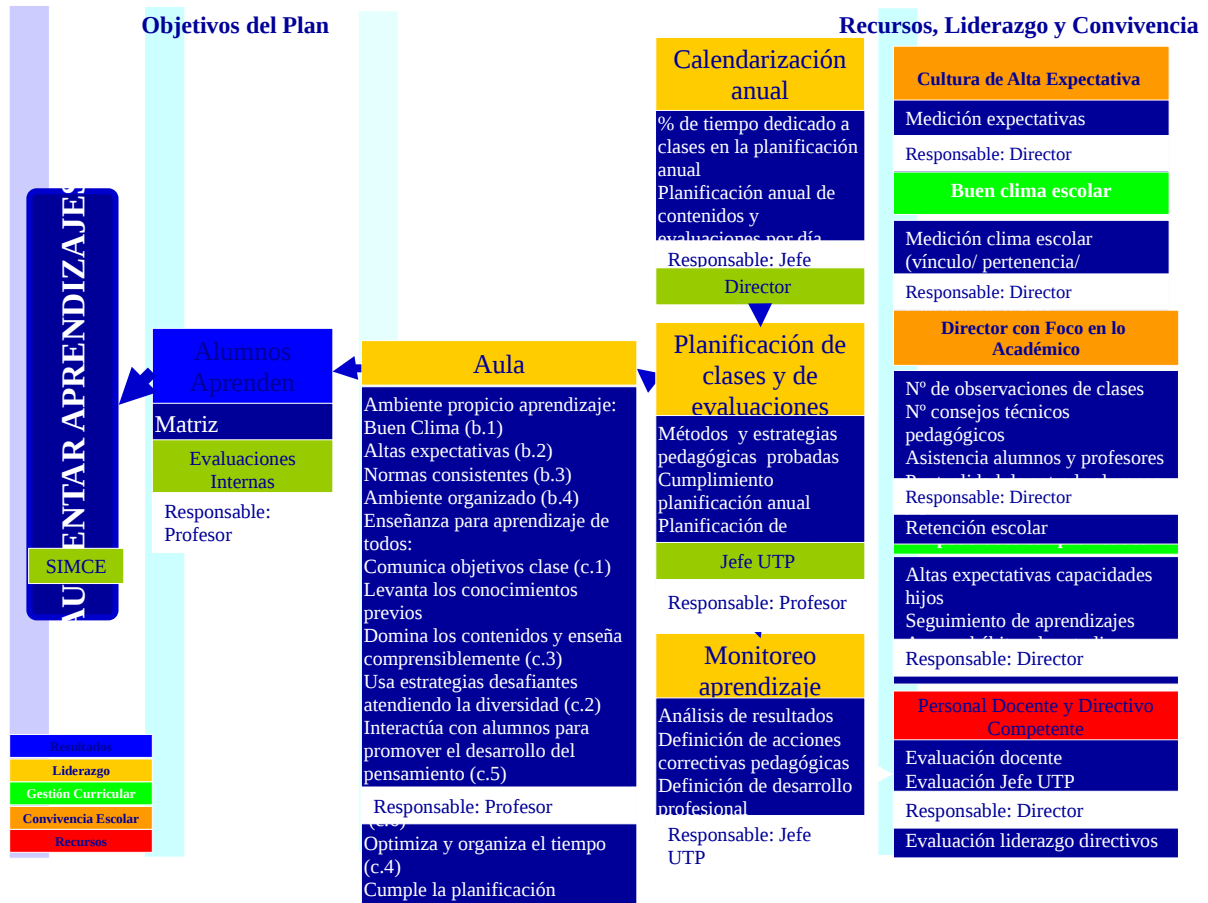 Objetivos del Plan
Recursos, Liderazgo y Convivencia
AUMENTAR APRENDIZAJES
SIMCE
Alumnos
Aprenden
Matriz
Evaluaciones
Internas
Responsable:
Profesor
Aula
Ambiente propicio aprendizaje:
Buen Clima (b.1)
Altas expectativas (b.2)
Normas consistentes (b.3)
Ambiente organizado (b.4)
Enseñanza para aprendizaje de
todos:
Comunica objetivos clase (c.1)
Levanta los conocimientos
previos
Domina los contenidos y enseña
comprensiblemente (c.3)
Usa estrategias desafiantes
atendiendo la diversidad (c.2)
Interactúa con alumnos para
promover el desarrollo del
pensamiento (c.5)
Responsable: Profesor
(c.6)
Optimiza y organiza el tiempo
(c.4)
Cumple la planificación
Calendarización
anual
% de tiempo dedicado a
clases en la planificación
anual
Planificación anual de
contenidos y
evaluaciones por día
Responsable: Jefe
Director
Planificación de
clases y de
evaluaciones
Métodos y estrategias
pedagógicas probadas
Cumplimiento
planificación anual
Planificación de
Jefe UTP
Responsable: Profesor
Monitoreo
aprendizaje
Análisis de resultados
Definición de acciones
correctivas pedagógicas
Definición de desarrollo
profesional
Responsable: Jefe
UTP
Cultura de Alta Expectativa
Medición expectativas
Responsable: Director
Buen clima escolar
Medición clima escolar
(vínculo/ pertenencia/
Responsable: Director
Director con Foco en lo
Académico
Nº de observaciones de clases
Nº consejos técnicos
pedagógicos
Asistencia alumnos y profesores
Responsable: Director
Retención escolar
Altas expectativas capacidades
hijos
Seguimiento de aprendizajes
Responsable: Director
Personal Docente y Directivo
Competente
Evaluación docente
Evaluación Jefe UTP
Responsable: Director
Evaluación liderazgo directivos
Resultados
Liderazgo
Gestión Curricular
Convivencia Escolar
Recursos